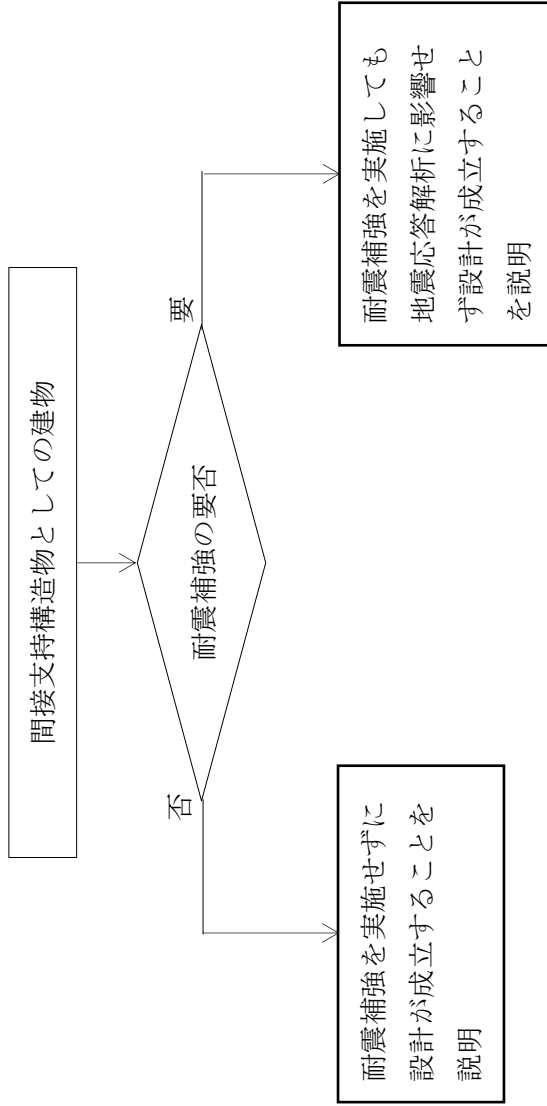 間接支持構造物としての建物
耐震補強の要否
否
要
耐震補強を実施せずに
設計が成立することを
説明
耐震補強を実施しても
地震応答解析に影響せ
ず設計が成立すること
を説明